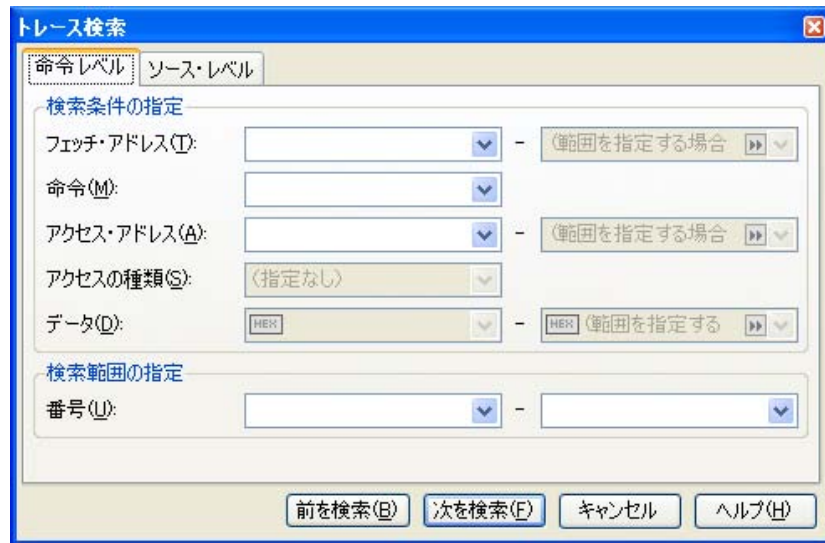 トレース検索
命令レベル ソース・レベル
検索条件の指定
フェッチ・アドレス(T): - (範囲を指定する場合
命令(M):
アクセス・アドレス(A): - (範囲を指定する場合
アクセスの種類(S): (指定なし)
データ(D): HEX - HEX (範囲を指定する
検索範囲の指定
番号(U): -
前を検索(B) 次を検索(F) キャンセル ヘルプ(H)